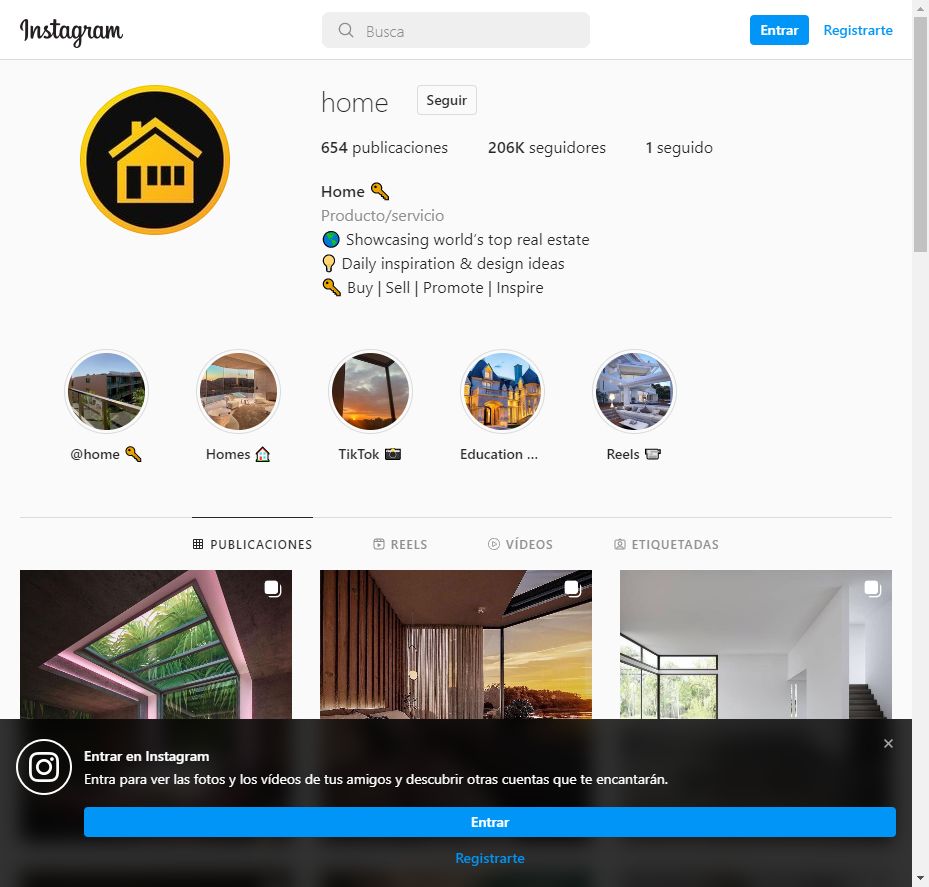 Instagram
Busca
Entrar
Registrarte
home
Seguir
654 publicaciones 206K seguidores 1 seguido
Home 🔑
Producto/servicio
🌎 Showcasing world’s top real estate
💡 Daily inspiration & design ideas
🔑 Buy | Sell | Promote | Inspire
@home 🔑
Homes 🏠
TikTok 📸
Education ...
Reels 📹
PUBLICACIONES
REELS
VÍDEOS
ETIQUETADAS
Entrar en Instagram
Entra para ver las fotos y los vídeos de tus amigos y descubrir otras cuentas que te encantarán.
Entrar
Registrarte